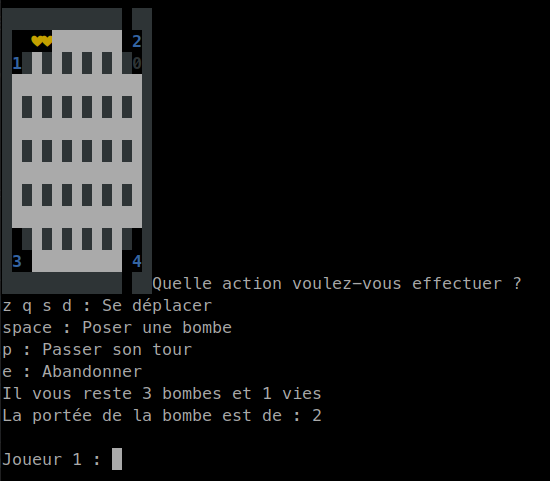 2
1 0
3 4
Quelle action voulez-vous effectuer ?
z q s d : Se déplacer
space : Poser une bombe
p : Passer son tour
e : Abandonner
Il vous reste 3 bombes et 1 vies
La portée de la bombe est de : 2
Joueur 1 :